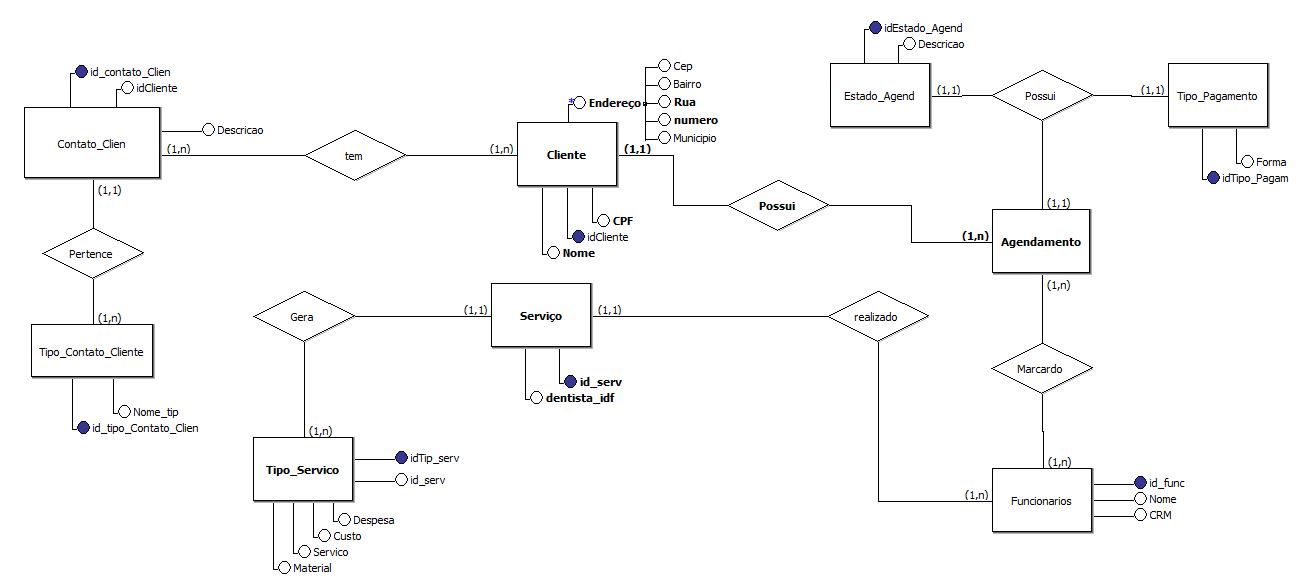 idEstado_Agend
Descricao
Estado_Agend
(1,1)
Possui
(1,1)
Tipo_Pagamento
Forma
idTipo_Pagam
id_contato_Clien
idCliente
Contato_Clien
Descricao
(1,n)
tem
(1,n)
Cliente
(1,1)
* Endereço
Cep
Bairro
Rua
numero
Municipio
CPF
idCliente
Nome
Possui
(1,n)
(1,1)
Agendamento
(1,n)
(1,1)
Pertence
(1,n)
Tipo_Contato_Cliente
Nome_tip
id_tipo_Contato_Clien
Gera
(1,1)
Serviço
(1,1)
realizado
id_serv
dentista_idf
Marcardo
(1,n)
Tipo_Servico
idTip_serv
id_serv
Despesa
Custo
Servico
Material
(1,n)
(1,n)
Funcionarios
id_func
Nome
CRM